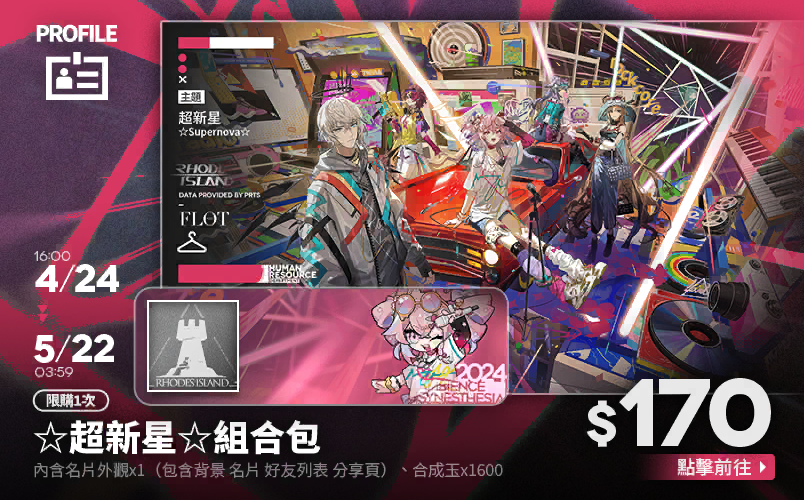 PROFILE
主題
超新星
☆Supernova☆
RHODES
ISLAND
DATA PROVIDED BY PRTS
FLOT
HUMAN
RESOURCE
rock core
16:00
4/24
5/22
03:59
RHODES ISLAND
2024
SYNESTHESIA
限購1次
☆超新星☆組合包
內含名片外觀x1（包含背景 名片 好友列表 分享頁）、合成玉x1600
$170
點擊前往